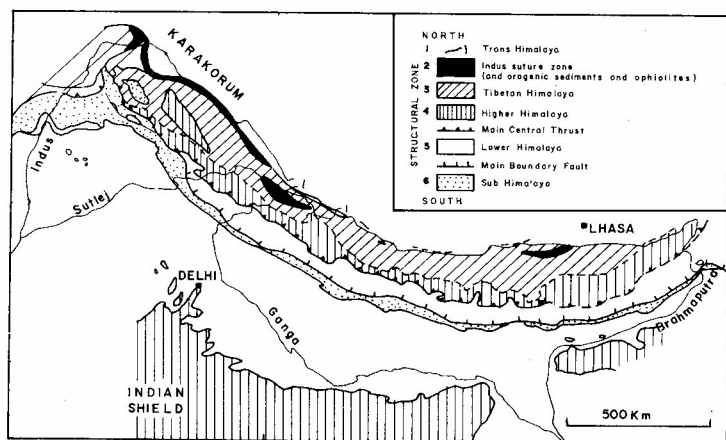 KARAKORUM
Indus
Sutlej
DELHI
Ganga
INDIAN
SHIELD
LHASA
Brahmaputra
500 Km
STRUCTURAL ZONE
NORTH
1 Trans Himalaya
2 Indus suture zone
(and orogenic sediments and ophiolites)
3 Tibetan Himalaya
4 Higher Himalaya
Main Central Thrust
5 Lower Himalaya
Main Boundary Fault
6 Sub Himalaya
SOUTH
1